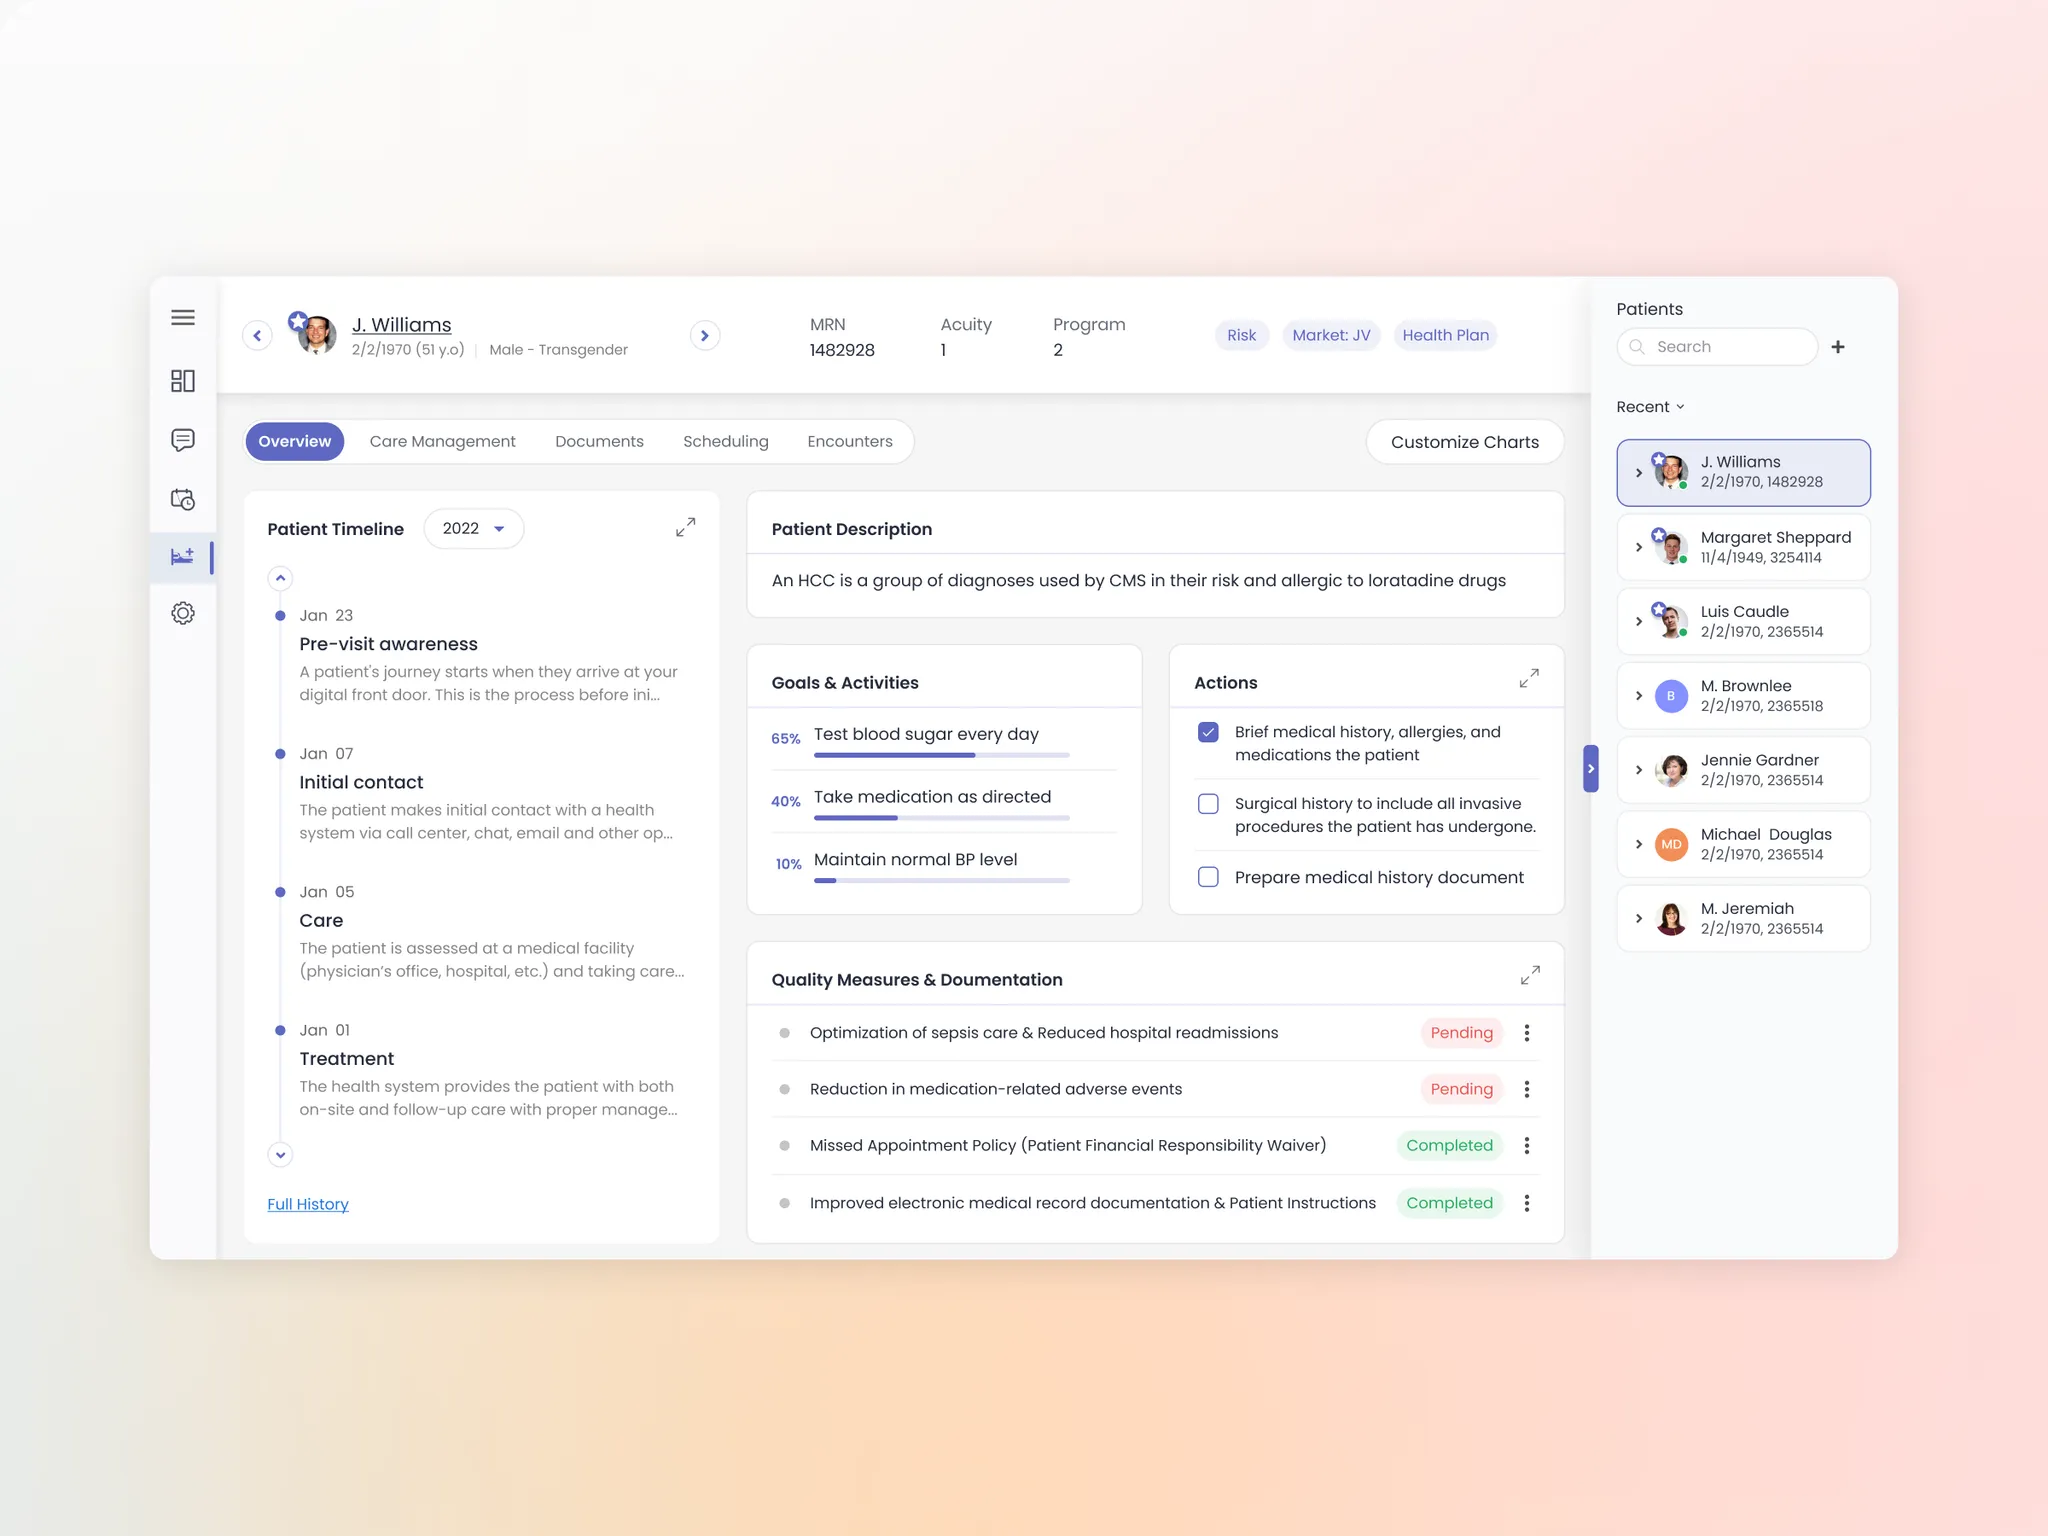 J. Williams
2/2/1970 (51 y.o)
Male - Transgender
MRN
1482928
Acuity
1
Program
2
Risk
Market: JV
Health Plan
Overview
Care Management
Documents
Scheduling
Encounters
Customize Charts
Patient Timeline
2022
Jan 23
Pre-visit awareness
A patient's journey starts when they arrive at your
digital front door. This is the process before ini...
Jan 07
Initial contact
The patient makes initial contact with a health
system via call center, chat, email and other op...
Jan 05
Care
The patient is assessed at a medical facility
(physician’s office, hospital, etc.) and taking care...
Jan 01
Treatment
The health system provides the patient with both
on-site and follow-up care with proper manage...
Full History
Patient Description
An HCC is a group of diagnoses used by CMS in their risk and allergic to loratadine drugs
Goals & Activities
65%
Test blood sugar every day
40%
Take medication as directed
10%
Maintain normal BP level
Actions
Brief medical history, allergies, and
medications the patient
Surgical history to include all invasive
procedures the patient has undergone.
Prepare medical history document
Quality Measures & Doumentation
Optimization of sepsis care & Reduced hospital readmissions
Pending
Reduction in medication-related adverse events
Pending
Missed Appointment Policy (Patient Financial Responsibility Waiver)
Completed
Improved electronic medical record documentation & Patient Instructions
Completed
Patients
Search
Recent
J. Williams
2/2/1970, 1482928
Margaret Sheppard
11/4/1949, 3254114
Luis Caudle
2/2/1970, 2365514
B
M. Brownlee
2/2/1970, 2365518
Jennie Gardner
2/2/1970, 2365514
MD
Michael Douglas
2/2/1970, 2365514
M. Jeremiah
2/2/1970, 2365514